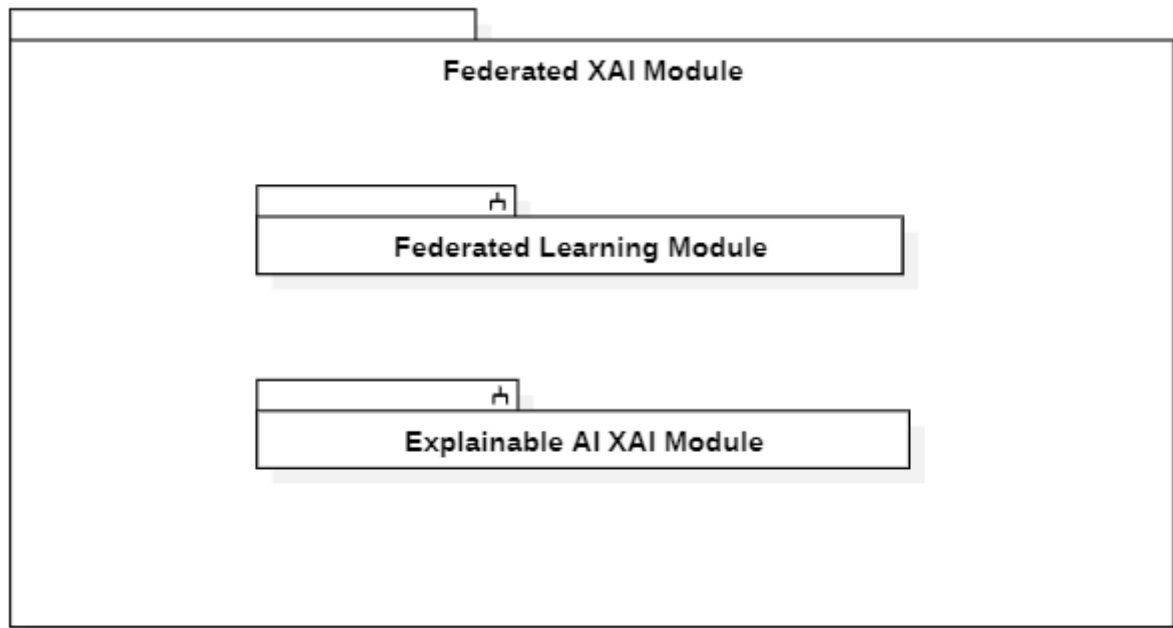 Federated XAI Module
Federated Learning Module
Explainable AI XAI Module